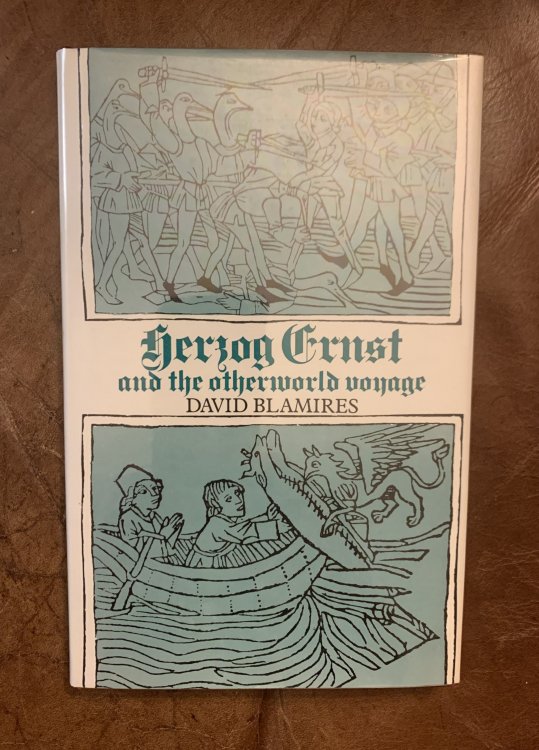 Herzog Ernst
and the otherworld voyage
DAVID BLAMIRES